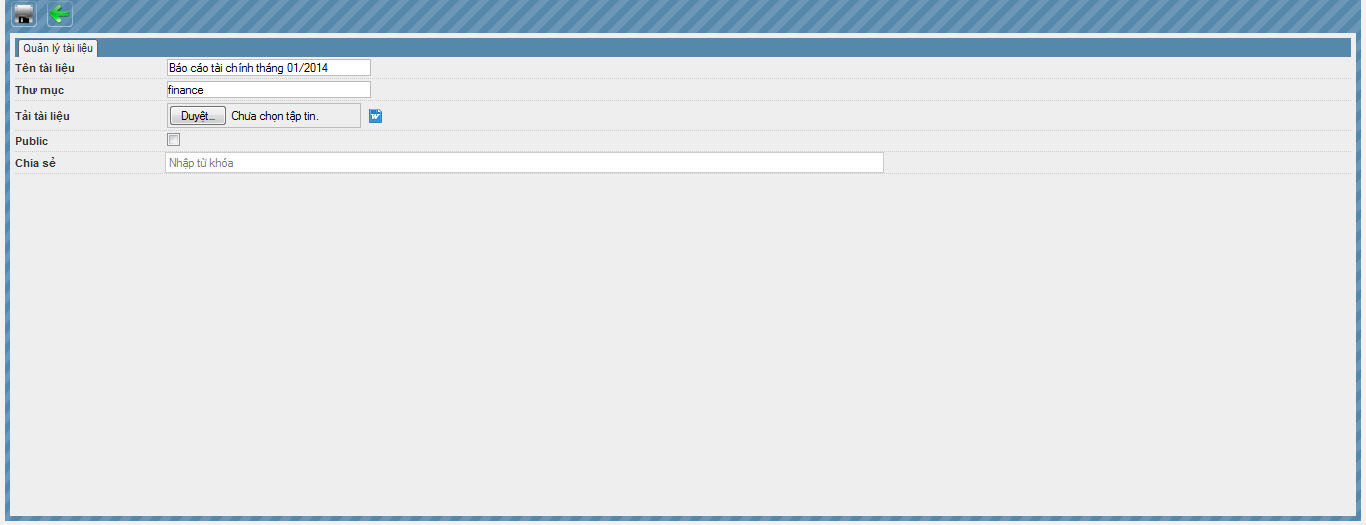 Quản lý tài liệu
Tên tài liệu Báo cáo tài chính tháng 01/2014
Thư mục finance
Tải tài liệu Duyệt... Chưa chọn tập tin.
Public
Chia sẻ Nhập từ khóa